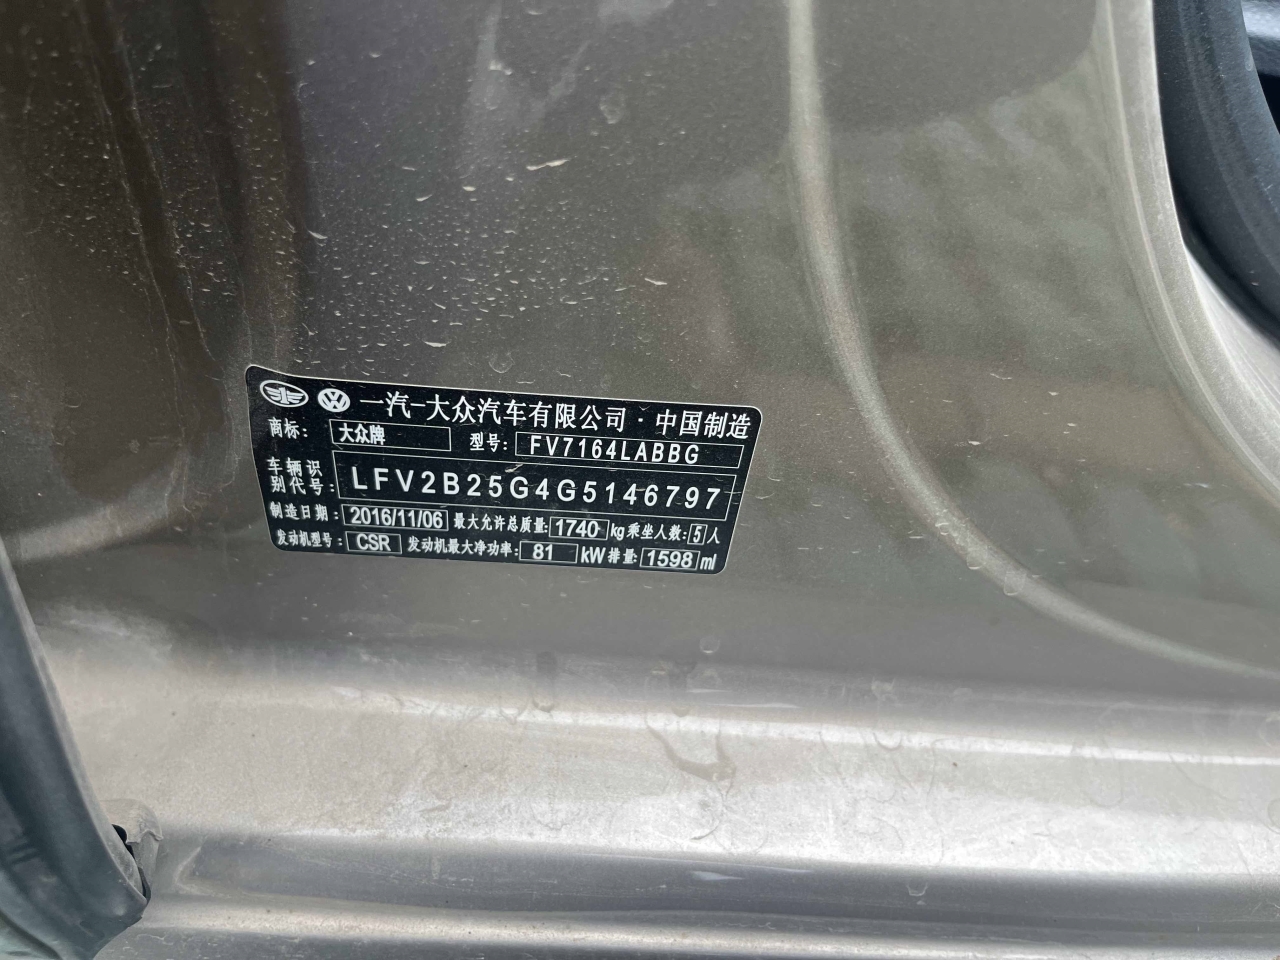 一汽-大众汽车有限公司·中国制造
商标: 大众牌 型号: FV7164LABBG
车辆识别代号: LFV2B25G4G5146797
制造日期: 2016/11/06 最大允许总质量: 1740 kg 乘坐人数: 5 人
发动机型号: CSR 发动机最大净功率: 81 kW 排量: 1598 ml